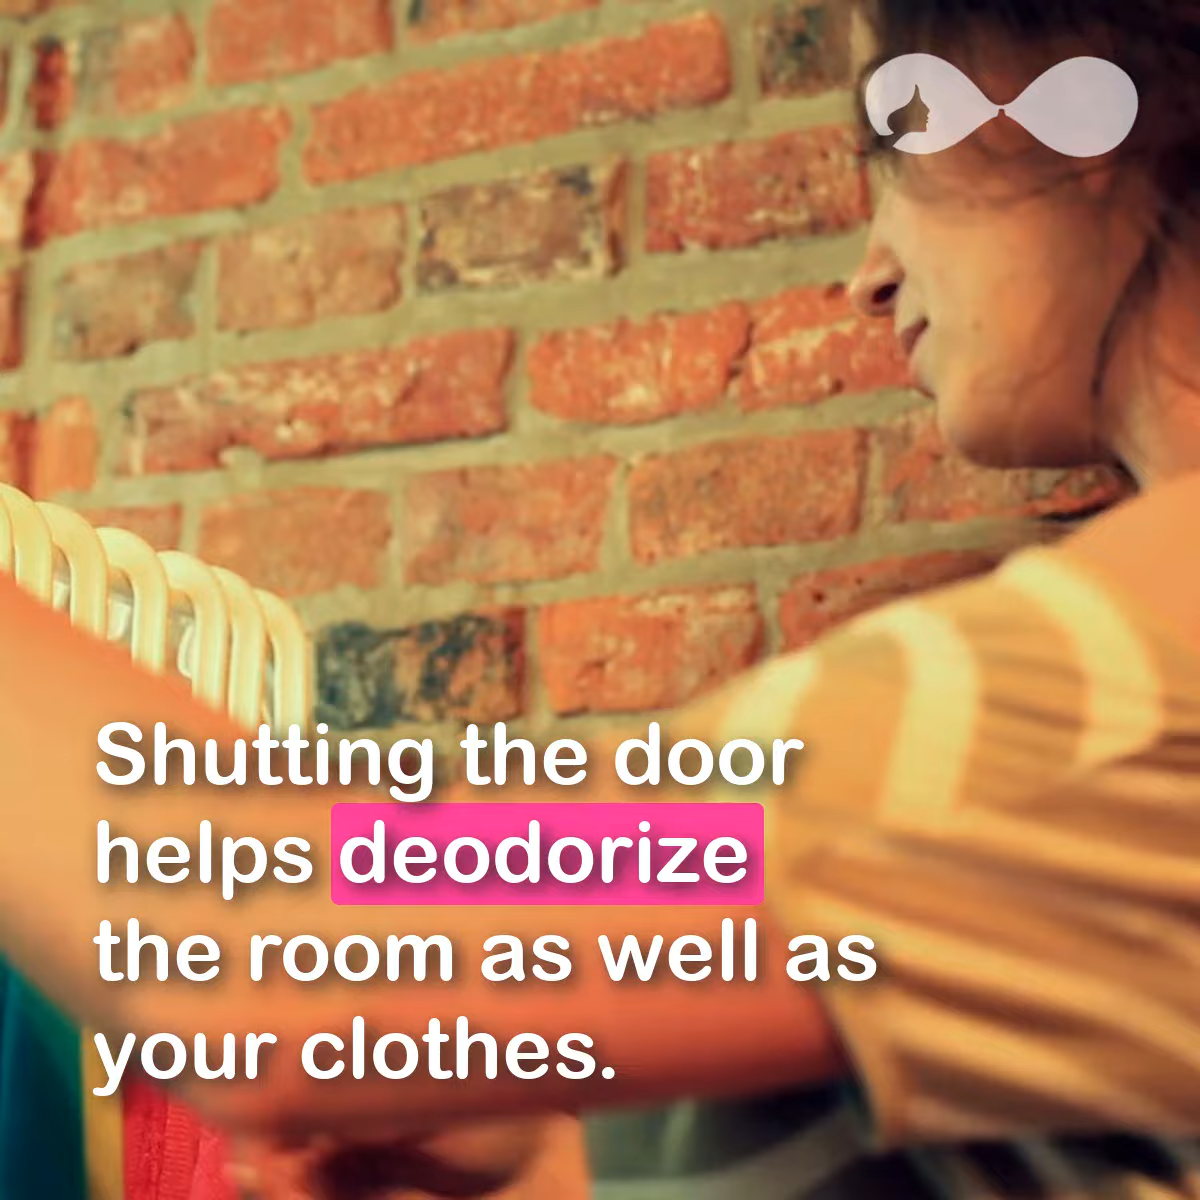 Shutting the door
helps deodorize
the room as well as
your clothes.